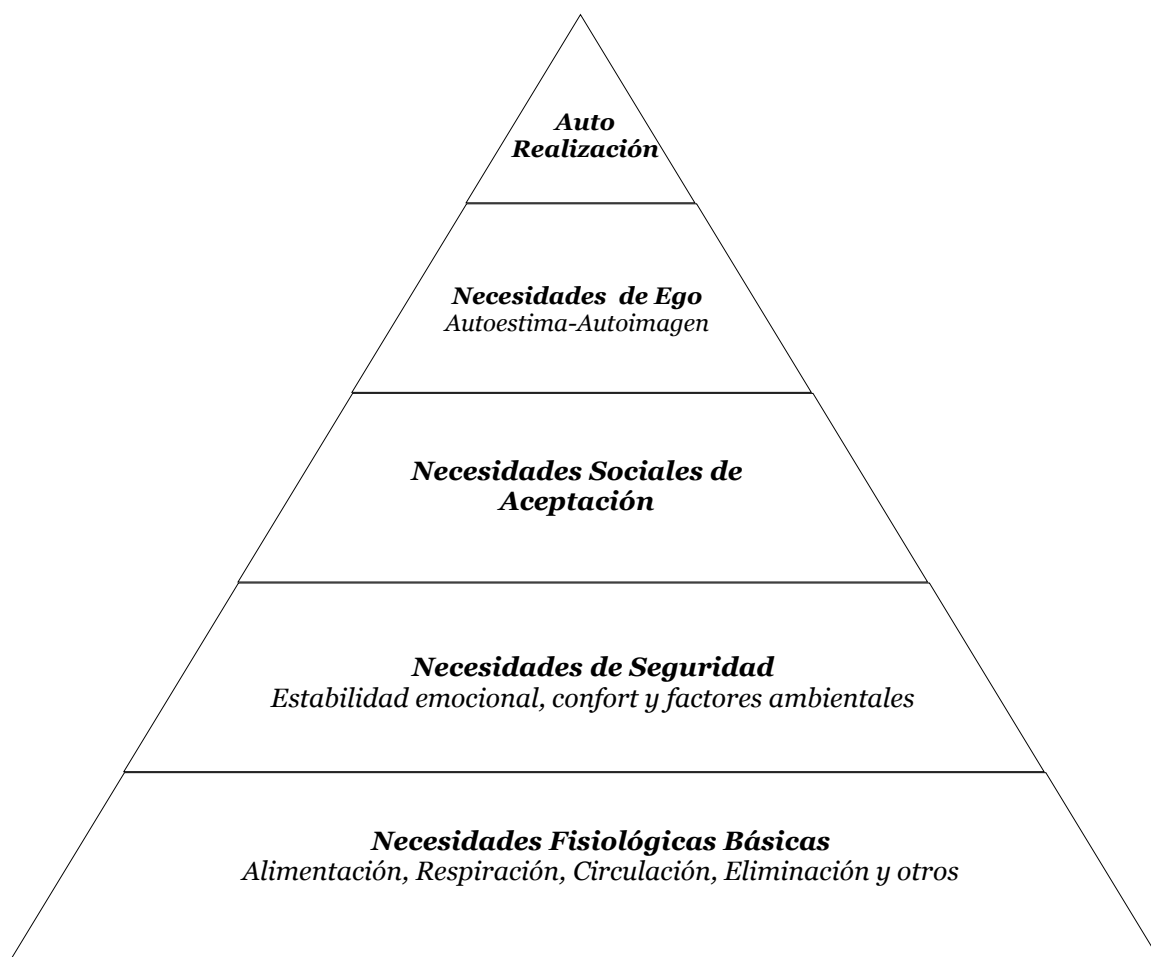 Auto
Realización
Necesidades de Ego
Autoestima-Autoimagen
Necesidades Sociales de
Aceptación
Necesidades de Seguridad
Estabilidad emocional, confort y factores ambientales
Necesidades Fisiológicas Básicas
Alimentación, Respiración, Circulación, Eliminación y otros